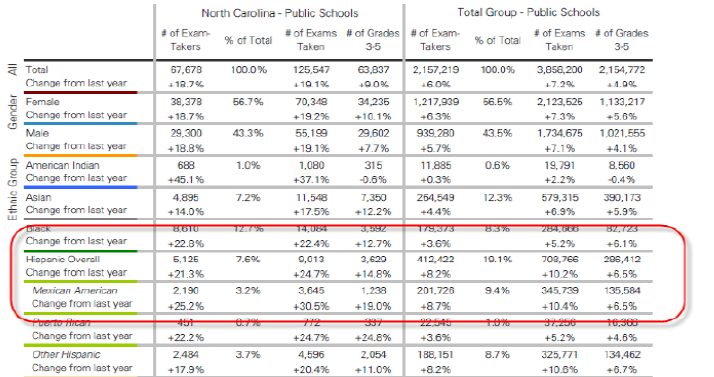 North Carolina - Public Schools Total Group - Public Schools
# of Exam- Takers % of Total # of Exams Taken # of Grades 3-5 # of Exam- Takers % of Total # of Exams Taken # of Grades 3-5
All
Total 67,678 100.0% 125,547 63,837 2,157,219 100.0% 3,858,200 2,154,772
Change from last year +18.7% +19.1% +9.0% +6.0% +7.2% +4.9%
Gender
Female 38,378 56.7% 70,348 34,235 1,217,939 56.5% 2,123,525 1,133,217
Change from last year +18.7% +19.2% +10.1% +6.3% +7.3% +5.6%
Male 29,300 43.3% 55,199 29,602 939,280 43.5% 1,734,675 1,021,555
Change from last year +18.8% +19.1% +7.7% +5.7% +7.1% +4.1%
Ethnic Group
American Indian 688 1.0% 1,080 315 11,885 0.6% 19,791 8,560
Change from last year +45.1% +37.1% -0.6% +0.3% +2.2% -0.4%
Asian 4,895 7.2% 11,548 7,350 264,549 12.3% 579,315 390,173
Change from last year +14.0% +17.5% +12.2% +4.4% +6.9% +5.9%
Black 8,610 12.7% 14,084 3,592 179,373 8.3% 284,666 82,723
Change from last year +22.8% +22.4% +12.7% +3.6% +5.2% +6.1%
Hispanic Overall 5,125 7.6% 9,013 3,629 412,422 19.1% 708,766 286,412
Change from last year +21.3% +24.7% +14.8% +8.2% +10.2% +6.5%
Mexican American 2,190 3.2% 3,645 1,238 201,726 9.4% 345,739 135,584
Change from last year +25.2% +30.5% +19.0% +8.7% +10.4% +6.5%
Puerto Rican 451 0.7% 772 337 22,545 1.0% 37,256
Change from last year +22.2% +24.7% +24.8% +3.6% +5.2% +4.6%
Other Hispanic 2,484 3.7% 4,596 2,054 188,151 8.7% 325,771 134,462
Change from last year +17.9% +20.4% +11.0% +8.2% +10.6% +6.7%